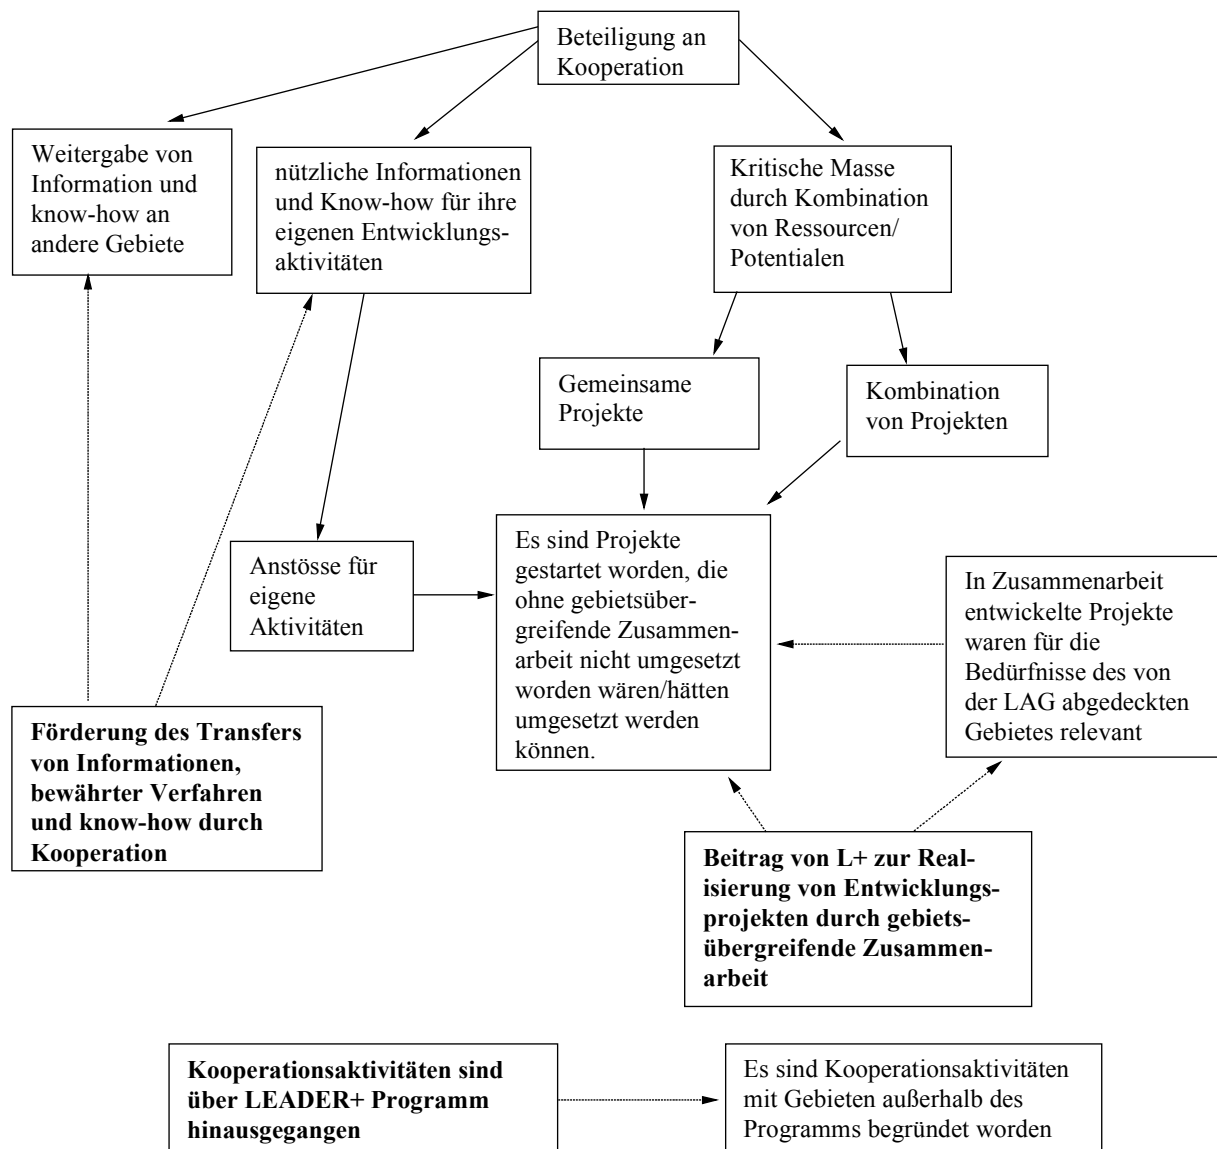 Beteiligung an
Kooperation
Weitergabe von
Information und
know-how an
andere Gebiete
nützliche Informationen
und Know-how für ihre
eigenen Entwicklungs-
aktivitäten
Kritische Masse
durch Kombination
von Ressourcen/
Potentialen
Gemeinsame
Projekte
Kombination
von Projekten
Anstösse für
eigene
Aktivitäten
Es sind Projekte
gestartet worden, die
ohne gebietsüber-
greifende Zusammen-
arbeit nicht umgesetzt
worden wären/hätten
umgesetzt werden
können.
In Zusammenarbeit
entwickelte Projekte
waren für die
Bedürfnisse des von
der LAG abgedeckten
Gebietes relevant
Förderung des Transfers
von Informationen,
bewährter Verfahren
und know-how durch
Kooperation
Beitrag von L+ zur Real-
isierung von Entwicklungs-
projekten durch gebiets-
übergreifende Zusammen-
arbeit
Kooperationsaktivitäten sind
über LEADER+ Programm
hinausgegangen
Es sind Kooperationsaktivitäten
mit Gebieten außerhalb des
Programms begründet worden